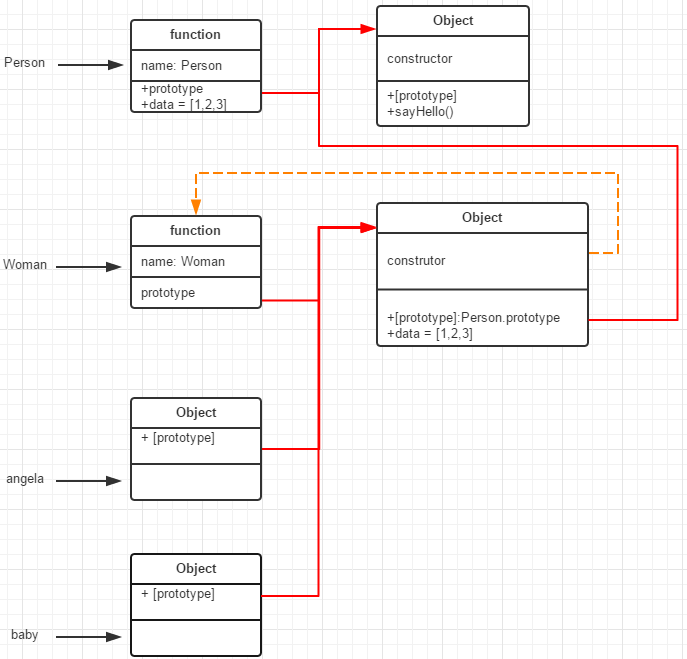 Person
function
name: Person
+prototype
+data = [1,2,3]
Object
constructor
+[prototype]
+sayHello()
Woman
function
name: Woman
prototype
Object
construtor
+[prototype]:Person.prototype
+data = [1,2,3]
angela
Object
+ [prototype]
baby
Object
+ [prototype]